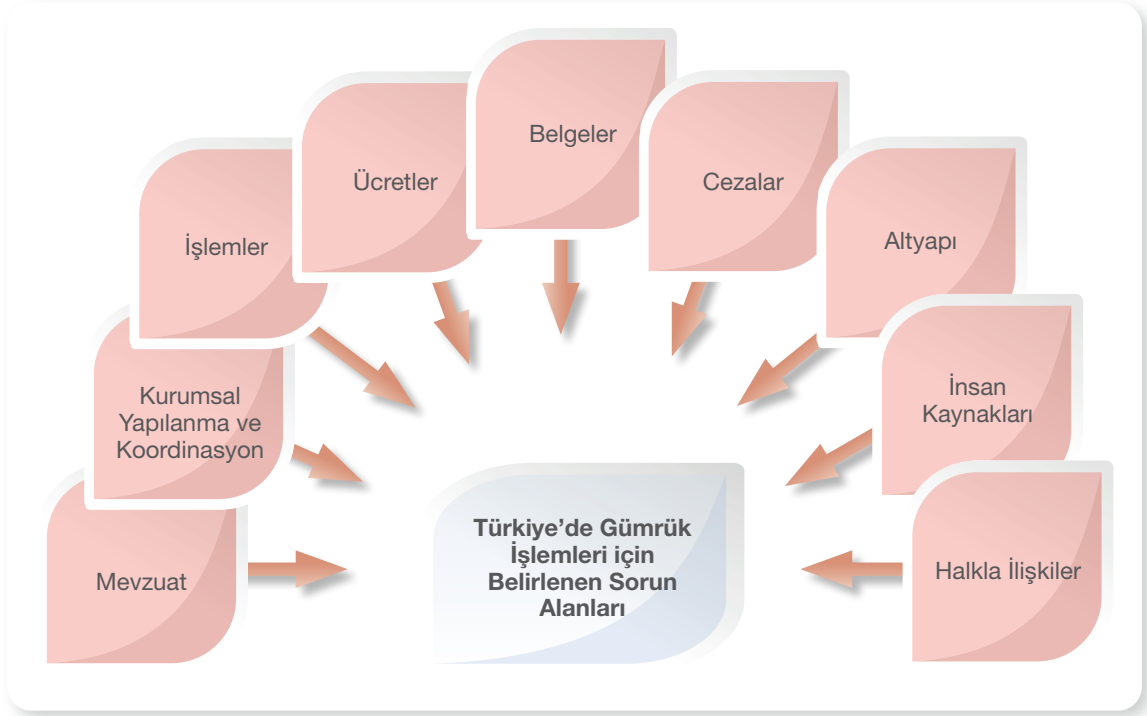 Belgeler
Ücretler
Cezalar
İşlemler
Altyapı
Kurumsal
Yapılanma ve
Koordinasyon
İnsan
Kaynakları
Mevzuat
Türkiye’de Gümrük
İşlemleri için
Belirlenen Sorun
Alanları
Halkla İlişkiler